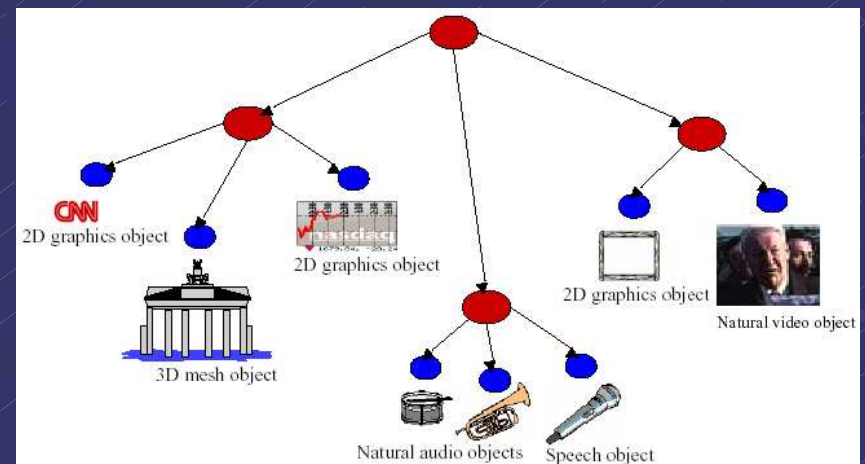 CNN
2D graphics object
nasdaq
2D graphics object
3D mesh object
2D graphics object
Natural video object
Natural audio objects
Speech object